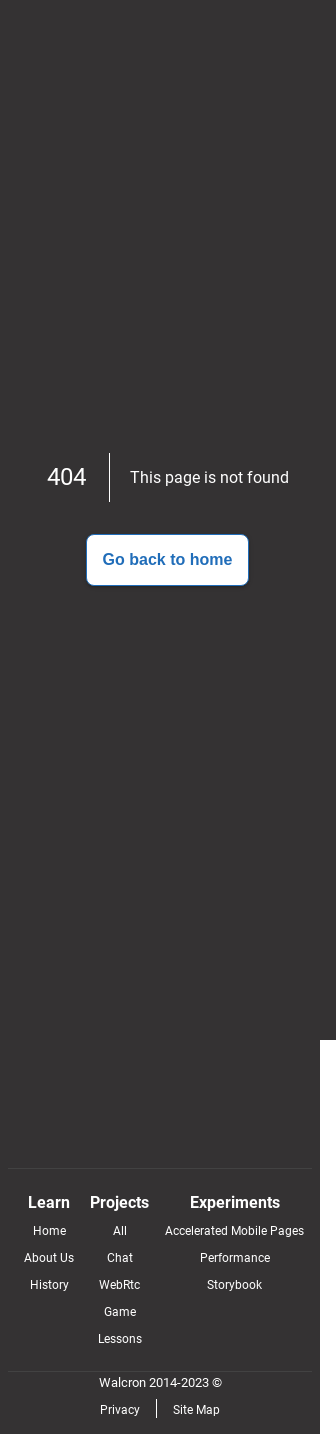 404
This page is not found
Go back to home
Learn
Home
About Us
History
Projects
All
Chat
WebRtc
Game
Lessons
Experiments
Accelerated Mobile Pages
Performance
Storybook
Walcron 2014-2023 ©
Privacy
Site Map